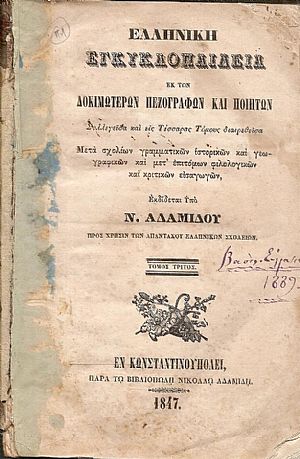 ΕΛΛΗΝΙΚΗ
ΕΓΚΥΚΛΟΠΑΙΔΕΙΑ
ΕΚ ΤΩΝ
ΔΟΚΙΜΩΤΕΡΩΝ ΠΕΖΟΓΡΑΦΩΝ ΚΑΙ ΠΟΙΗΤΩΝ
Συλλεγεῖσα καὶ εἰς Τέσσαρας Τόμους διαιρεθεῖσα
Μετὰ σχολίων γραμματικῶν ἱστορικῶν καὶ γεω-
γραφικῶν καὶ μετ' ἐπιτόμων φιλολογικῶν
καὶ κριτικῶν εἰσαγωγῶν,
Ἐκδίδεται Ὑπὸ
Ν. ΑΔΑΜΙΔΟΥ
ΠΡΟΣ ΧΡΗΣΙΝ ΤΩΝ ΑΠΑΝΤΑΧΟΥ ΕΛΛΗΝΙΚΩΝ ΣΧΟΛΕΙΩΝ.
ΤΟΜΟΣ ΤΡΙΤΟΣ.
1889.
ΕΝ ΚΩΝΣΤΑΝΤΙΝΟΥΠΟΛΕΙ,
ΠΑΡΑ ΤΩ ΒΙΒΛΙΟΠΩΛΗ ΝΙΚΟΛΑΩ ΑΔΑΜΙΔΗ.
1847.